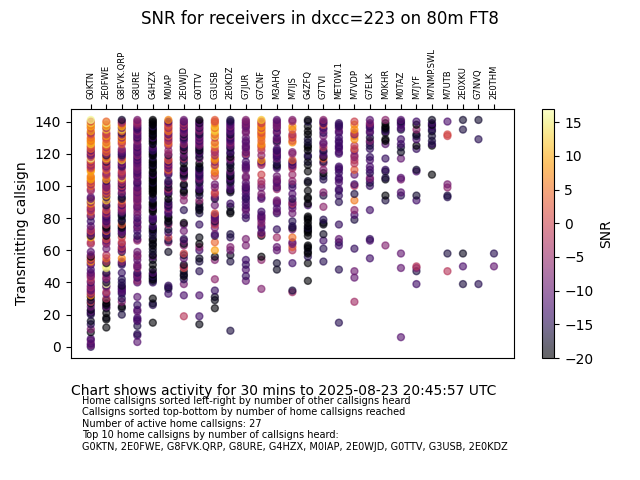 SNR for receivers in dxcc=223 on 80m FT8
G0KTN 2E0FWE G8FVK.QRP G8URE G4HZX M0IAP 2E0WJD G0TTV G3USB 2E0KDZ G7JUR G7CNF M3AHQ M7IJS G4ZFQ G7TVI MET0W.1 M7VDP G7ELK M0KHR M0TAZ M7JYF M7NMP.SWL M7UTB 2E0XKU G7NVQ 2E0THM
140
120
100
80
60
40
20
0
Transmitting callsign
15
10
5
0
−5
−10
−15
−20
SNR
Chart shows activity for 30 mins to 2025-08-23 20:45:57 UTC
Home callsigns sorted left-right by number of other callsigns heard
Callsigns sorted top-bottom by number of home callsigns reached
Number of active home callsigns: 27
Top 10 home callsigns by number of callsigns heard:
G0KTN, 2E0FWE, G8FVK.QRP, G8URE, G4HZX, M0IAP, 2E0WJD, G0TTV, G3USB, 2E0KDZ